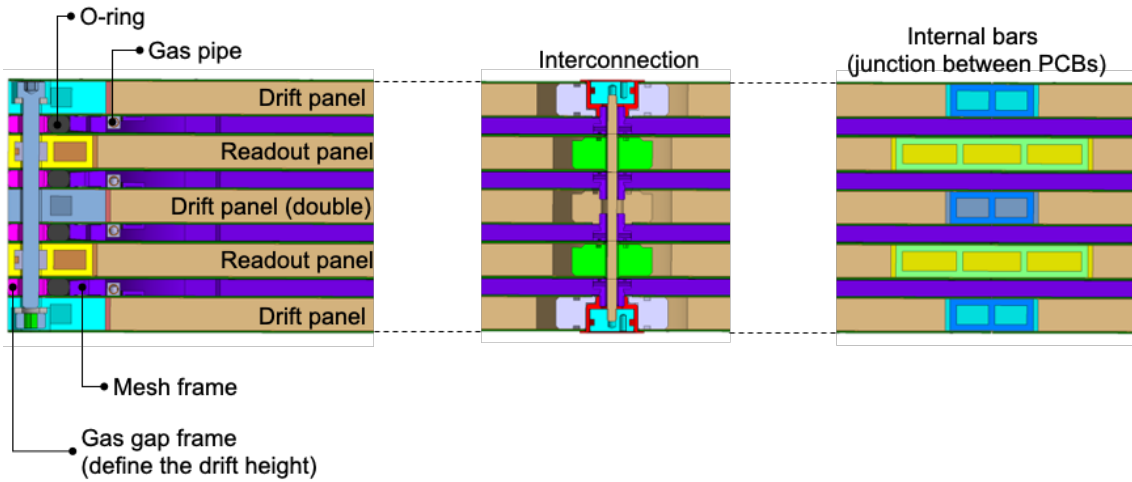 O-ring
Gas pipe
Interconnection
Internal bars
(junction between PCBs)
Drift panel
Readout panel
Drift panel (double)
Readout panel
Drift panel
Mesh frame
Gas gap frame
(define the drift height)